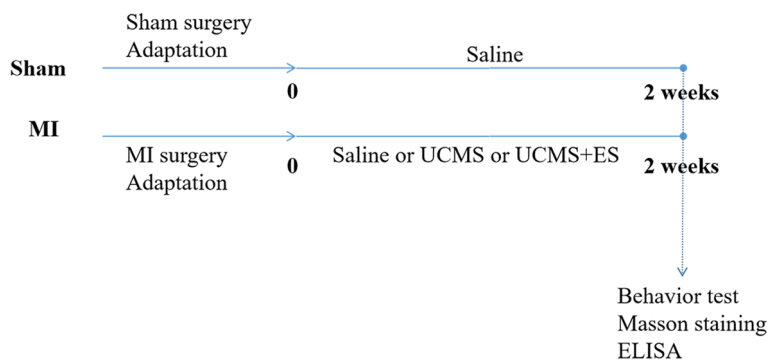 Sham surgery
Adaptation
Saline
Sham
0
2 weeks
MI
MI surgery
Adaptation
0
Saline or UCMS or UCMS+ES
2 weeks
Behavior test
Masson staining
ELISA